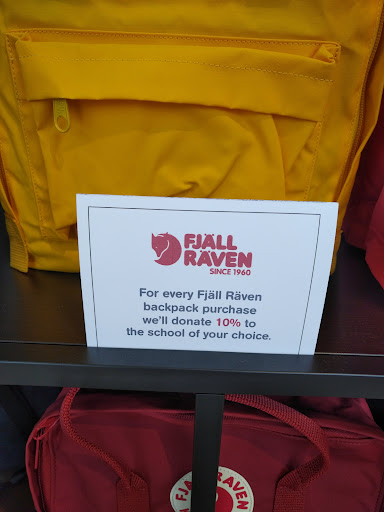 FJÄLL
RÄVEN
SINCE 1960
For every Fjäll Räven
backpack purchase
we'll donate 10% to
the school of your choice.
FJÄLLRÄVEN